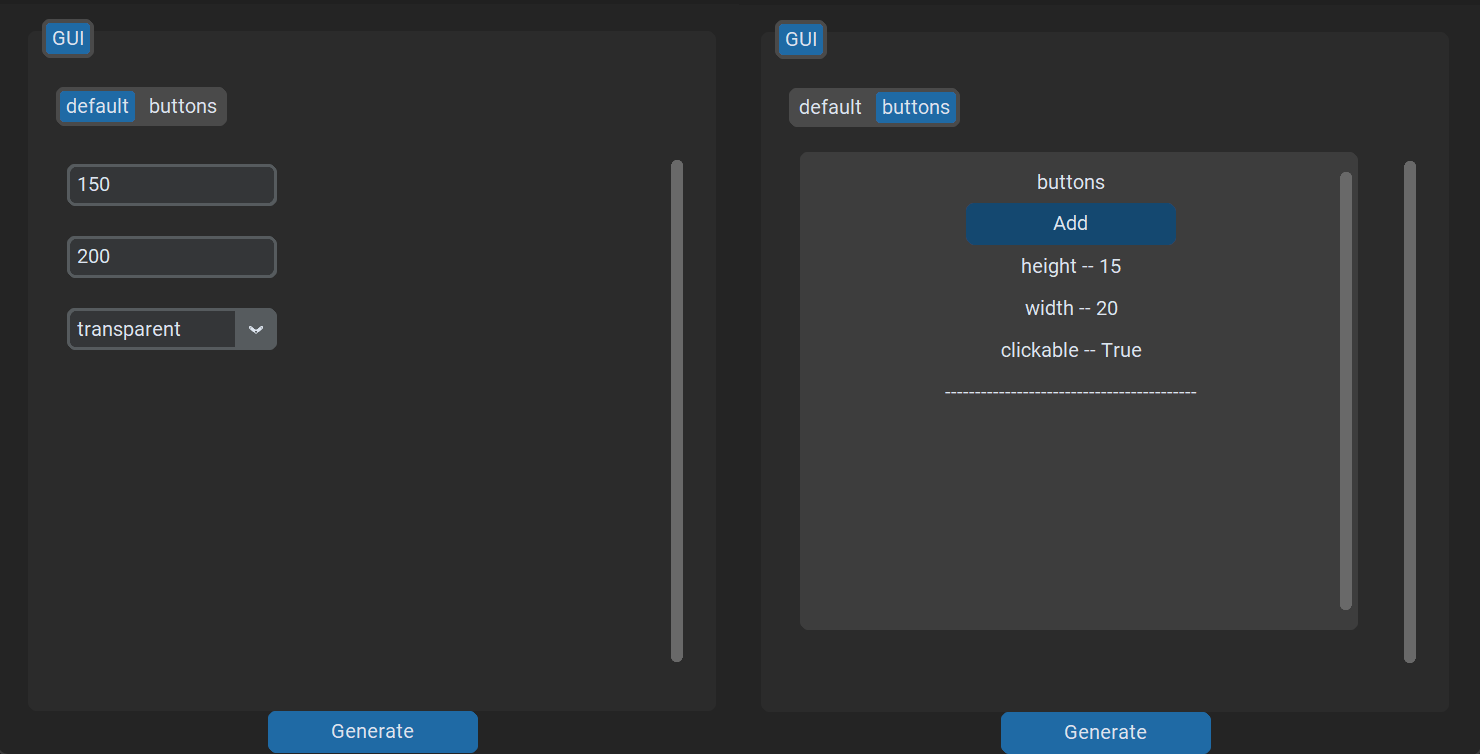 GUI
default buttons
150
200
transparent
Generate
GUI
default buttons
buttons
Add
height -- 15
width -- 20
clickable -- True
------------------------------------------
Generate